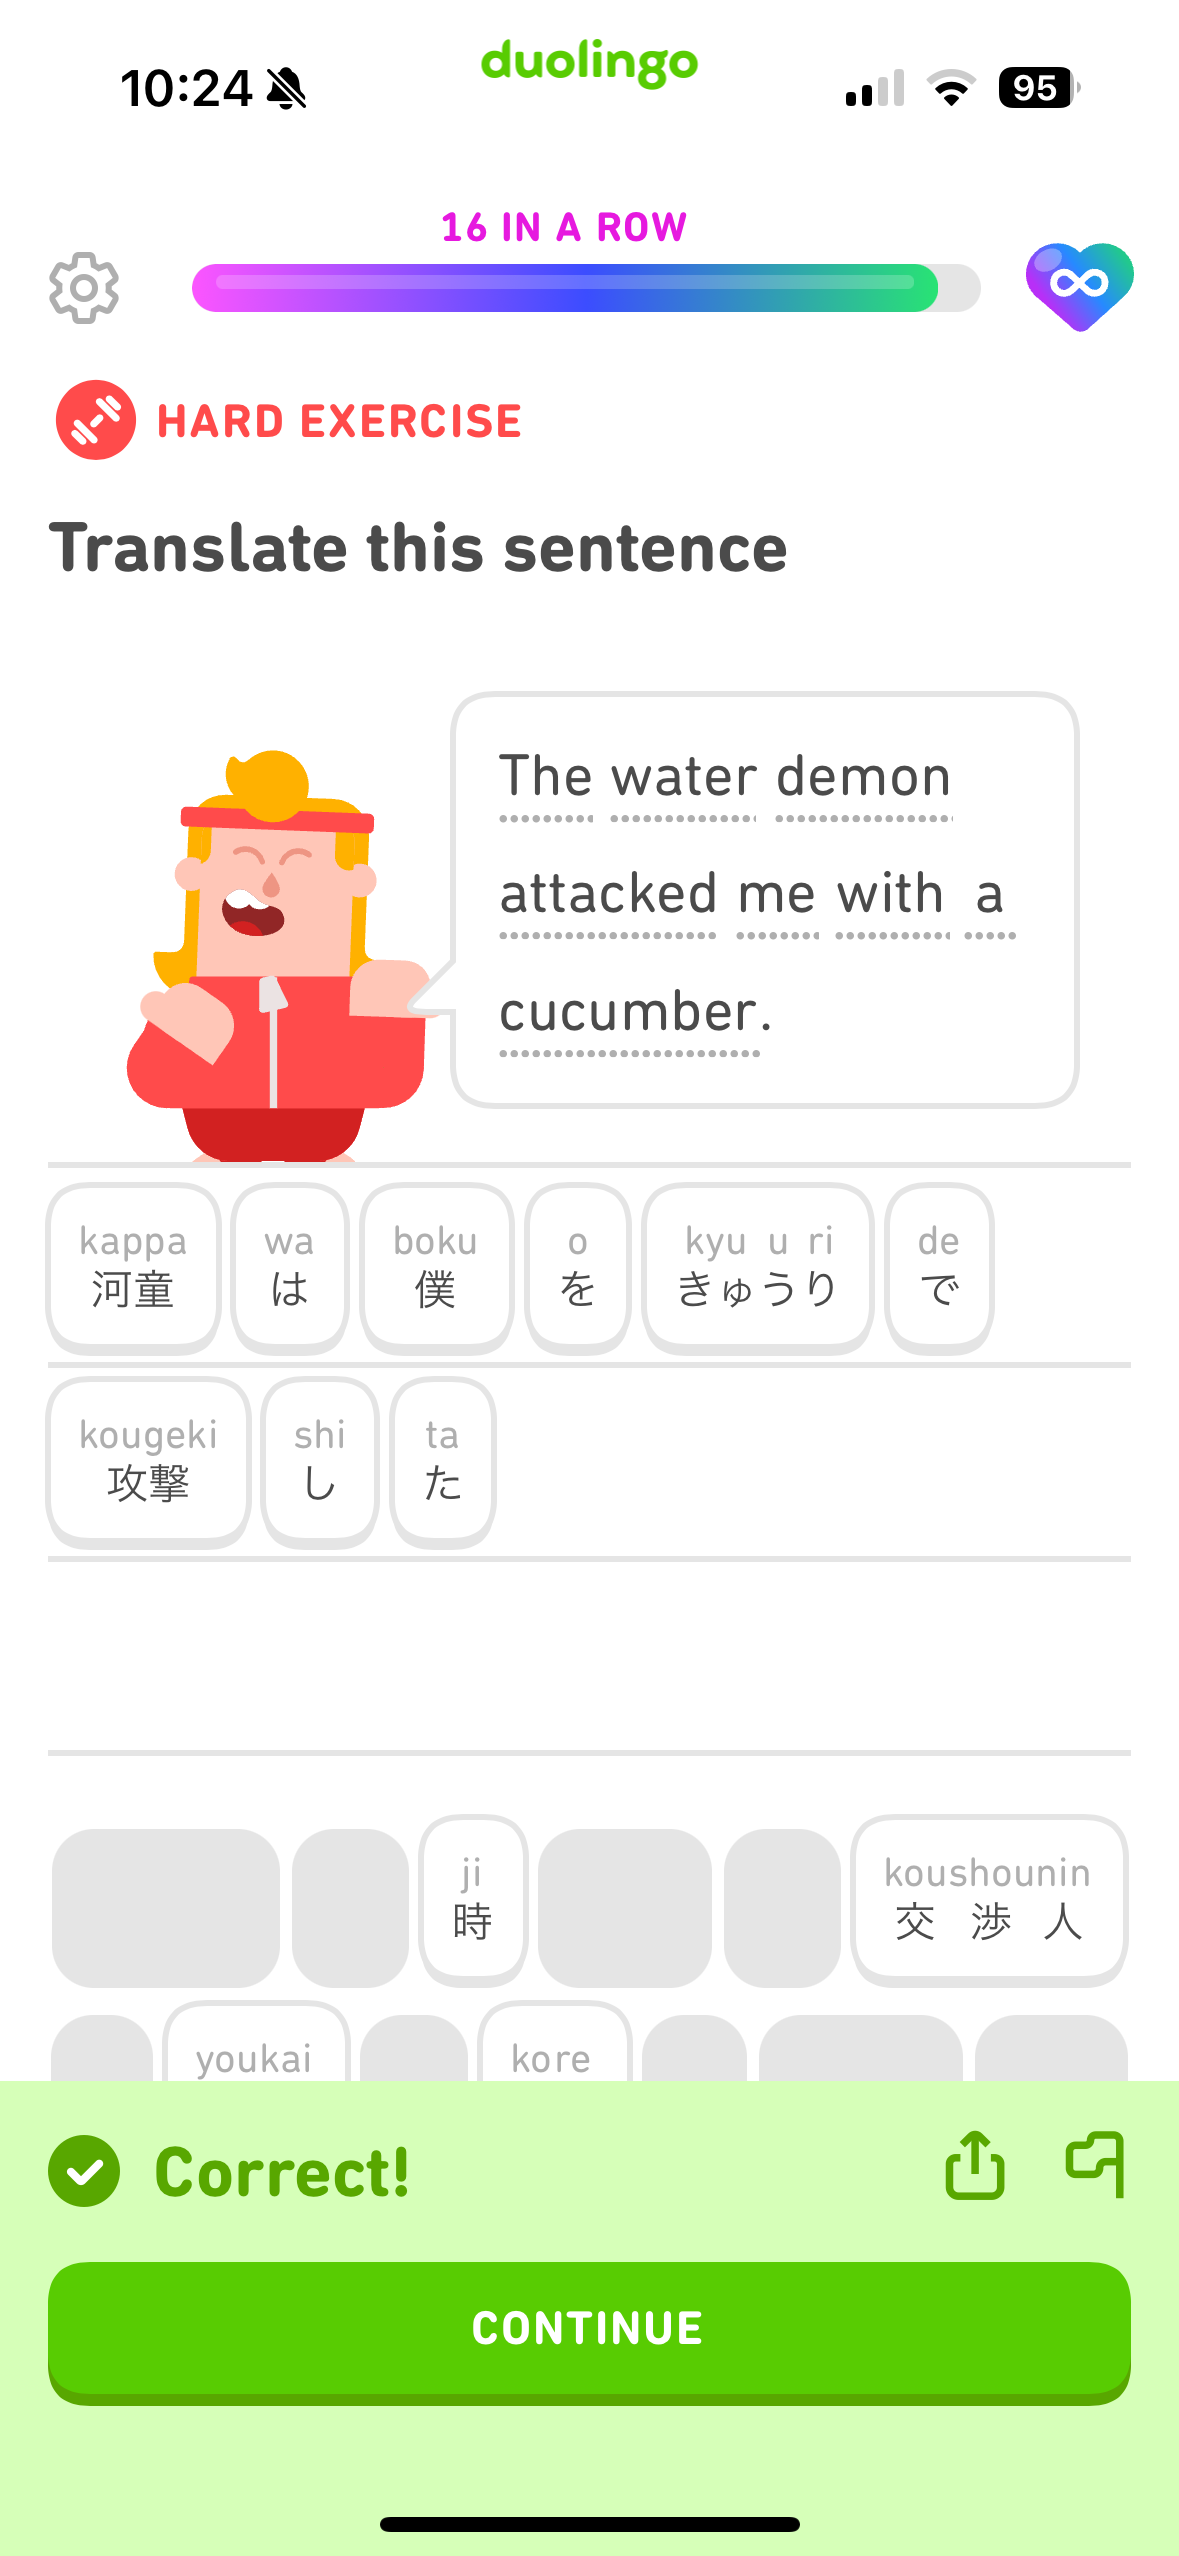 duolingo
10:24
95
16 IN A ROW
HARD EXERCISE
Translate this sentence
The water demon
attacked me with a
cucumber.
kappa wa boku o kyu u ri de
河童 は 僕 を きゅうり で
kougeki shi ta
攻撃 し た
ji koushounin
時 交渉人
youkai kore
Correct!
CONTINUE